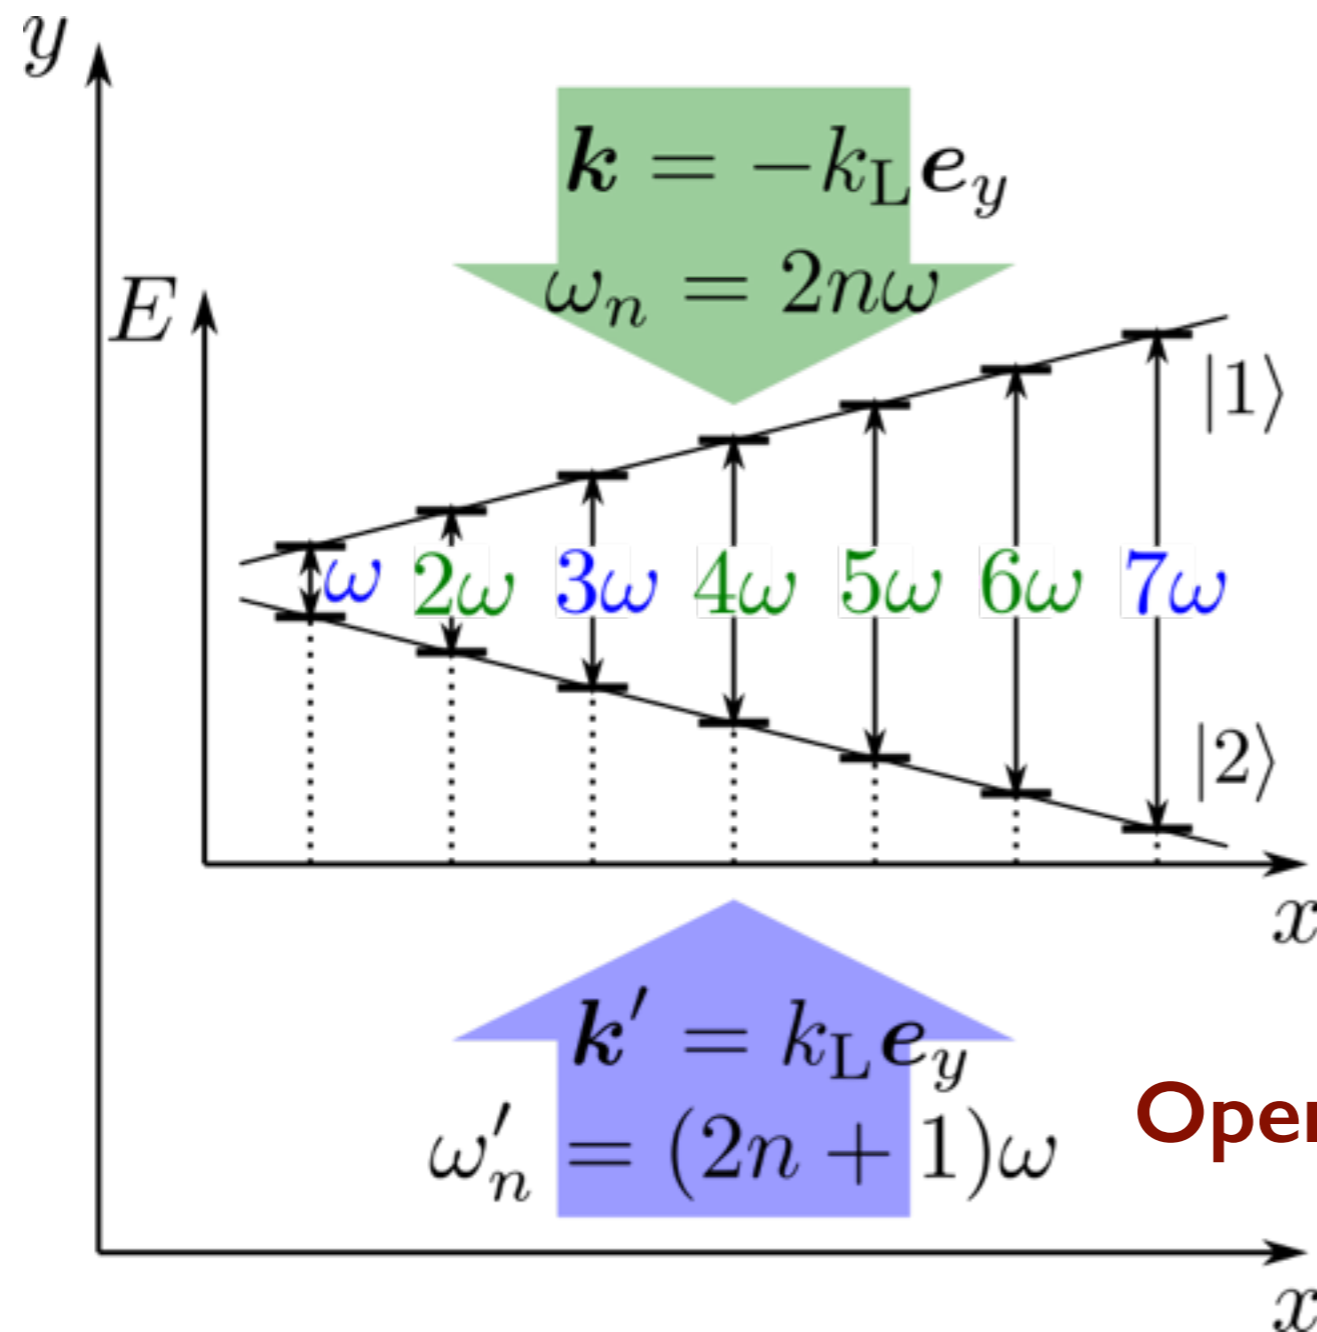 y
k = −k_L e_y
ω_n = 2nω
E
|1⟩
ω 2ω 3ω 4ω 5ω 6ω 7ω
|2⟩
x
k′ = k_L e_y
ω′_n = (2n + 1)ω
x